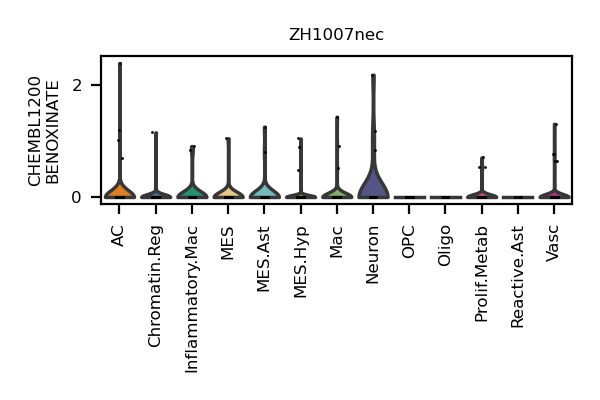 ZH1007nec
CHEMBL1200
BENOXINATE
2
0
AC
Chromatin.Reg
Inflammatory.Mac
MES
MES.Ast
MES.Hyp
Mac
Neuron
OPC
Oligo
Prolif.Metab
Reactive.Ast
Vasc